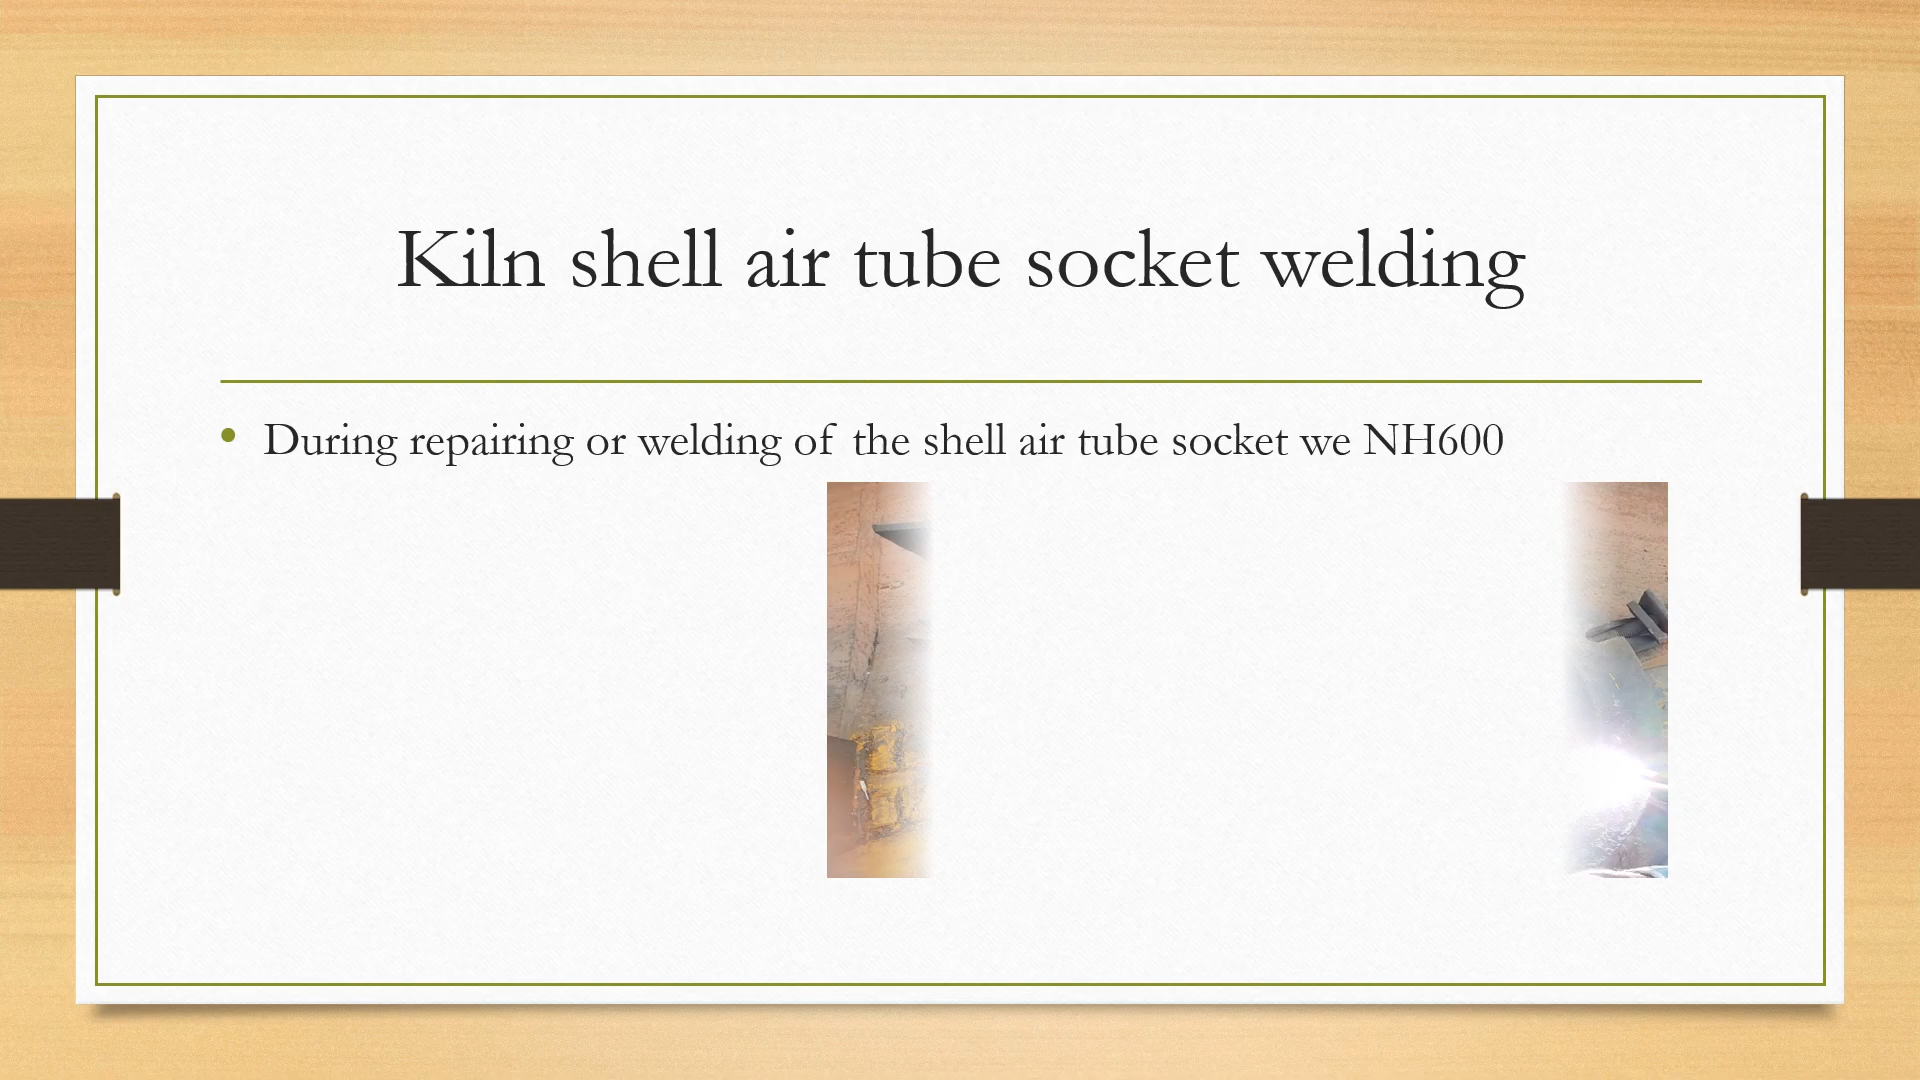 Kiln shell air tube socket welding
• During repairing or welding of the shell air tube socket we NH600